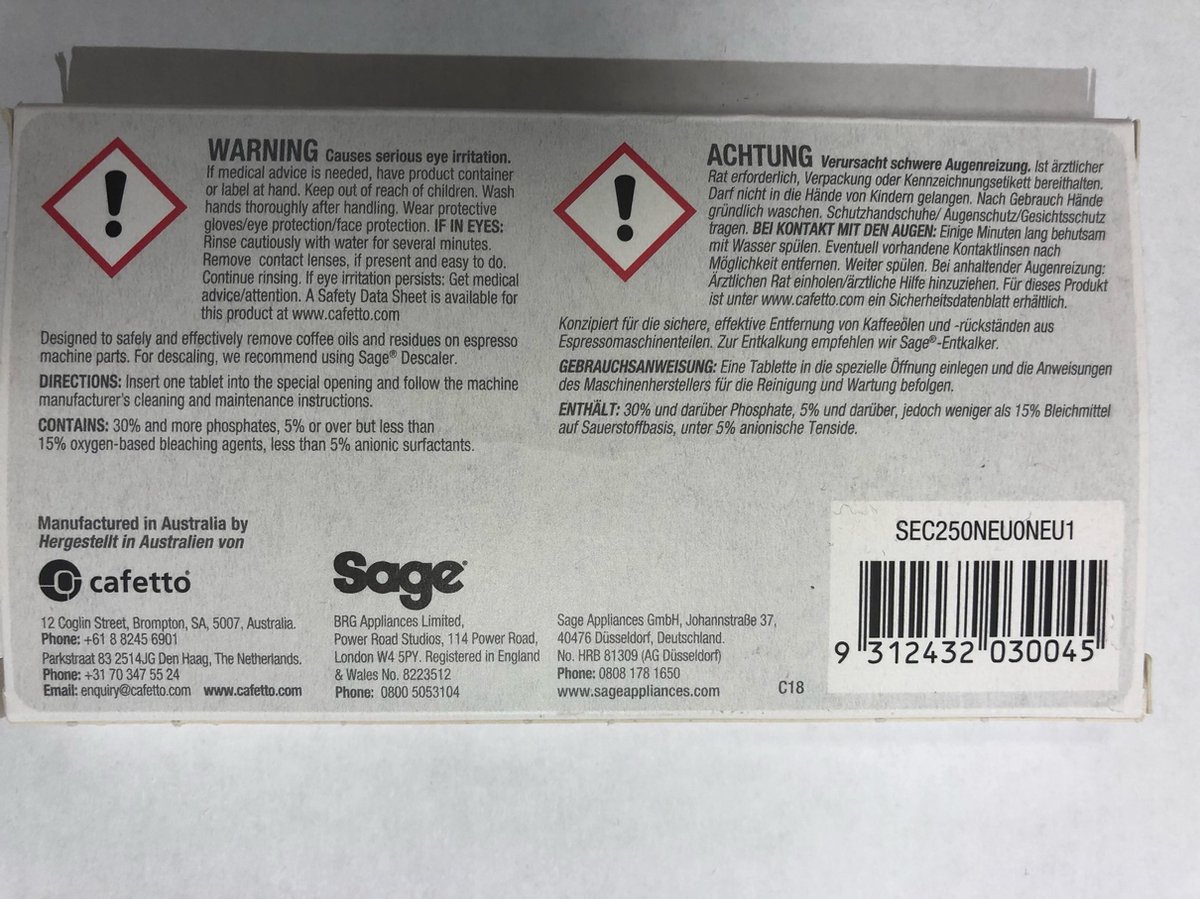 WARNING Causes serious eye irritation.
If medical advice is needed, have product container
or label at hand. Keep out of reach of children. Wash
hands thoroughly after handling. Wear protective
gloves/eye protection/face protection. IF IN EYES:
Rinse cautiously with water for several minutes.
Remove contact lenses, if present and easy to do.
Continue rinsing. If eye irritation persists: Get medical
advice/attention. A Safety Data Sheet is available for
this product at www.cafetto.com
Designed to safely and effectively remove coffee oils and residues on espresso
machine parts. For descaling, we recommend using Sage® Descaler.
DIRECTIONS: Insert one tablet into the special opening and follow the machine
manufacturer's cleaning and maintenance instructions.
CONTAINS: 30% and more phosphates, 5% or over but less than
15% oxygen-based bleaching agents, less than 5% anionic surfactants.
ACHTUNG Verursacht schwere Augenreizung. Ist ärztlicher
Rat erforderlich, Verpackung oder Kennzeichnungsetikett bereithalten.
Darf nicht in die Hände von Kindern gelangen. Nach Gebrauch Hände
gründlich waschen. Schutzhandschuhe/ Augenschutz/Gesichtsschutz
tragen. BEI KONTAKT MIT DEN AUGEN: Einige Minuten lang behutsam
mit Wasser spülen. Eventuell vorhandene Kontaktlinsen nach
Möglichkeit entfernen. Weiter spülen. Bei anhaltender Augenreizung:
Ärztlichen Rat einholen/ärztliche Hilfe hinzuziehen. Für dieses Produkt
ist unter www.cafetto.com ein Sicherheitsdatenblatt erhältlich.
Konzipiert für die sichere, effektive Entfernung von Kaffeeölen und -rückständen aus
Espressomaschinenteilen. Zur Entkalkung empfehlen wir Sage®-Entkalker.
GEBRAUCHSANWEISUNG: Eine Tablette in die spezielle Öffnung einlegen und die Anweisungen
des Maschinenherstellers für die Reinigung und Wartung befolgen.
ENTHÄLT: 30% und darüber Phosphate, 5% und darüber, jedoch weniger als 15% Bleichmittel
auf Sauerstoffbasis, unter 5% anionische Tenside.
Manufactured in Australia by
Hergestellt in Australien von
cafetto®
12 Coglin Street, Brompton, SA, 5007, Australia.
Phone: +61 8 8245 6901
Parkstraat 83 2514JG Den Haag, The Netherlands.
Phone: +31 70 347 55 24
Email: enquiry@cafetto.com www.cafetto.com
Sage®
BRG Appliances Limited,
Power Road Studios, 114 Power Road,
London W4 5PY. Registered in England
& Wales No. 8223512
Phone: 0800 5053104
Sage Appliances GmbH, Johannstraße 37,
40476 Düsseldorf, Deutschland.
No. HRB 81309 (AG Düsseldorf)
Phone: 0808 178 1650
www.sageappliances.com
C18
SEC250NEU0NEU1
9 312432 030045